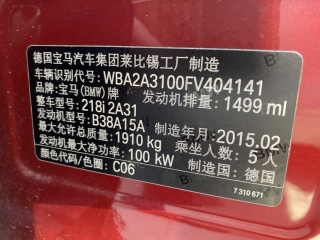 德国宝马汽车集团莱比锡工厂制造
车辆识别代号: WBA2A3100FV404141
发动机排量: 1499 ml
品牌: 宝马(BMW)牌
型号: 218i 2A31
发动机型号: B38A15A
制造年月: 2015.02
最大允许总质量: 1910 kg
乘坐人数: 5人
发动机最大净功率: 100 kW
制造国: 德国
颜色代号/颜色: C06
7 310 671